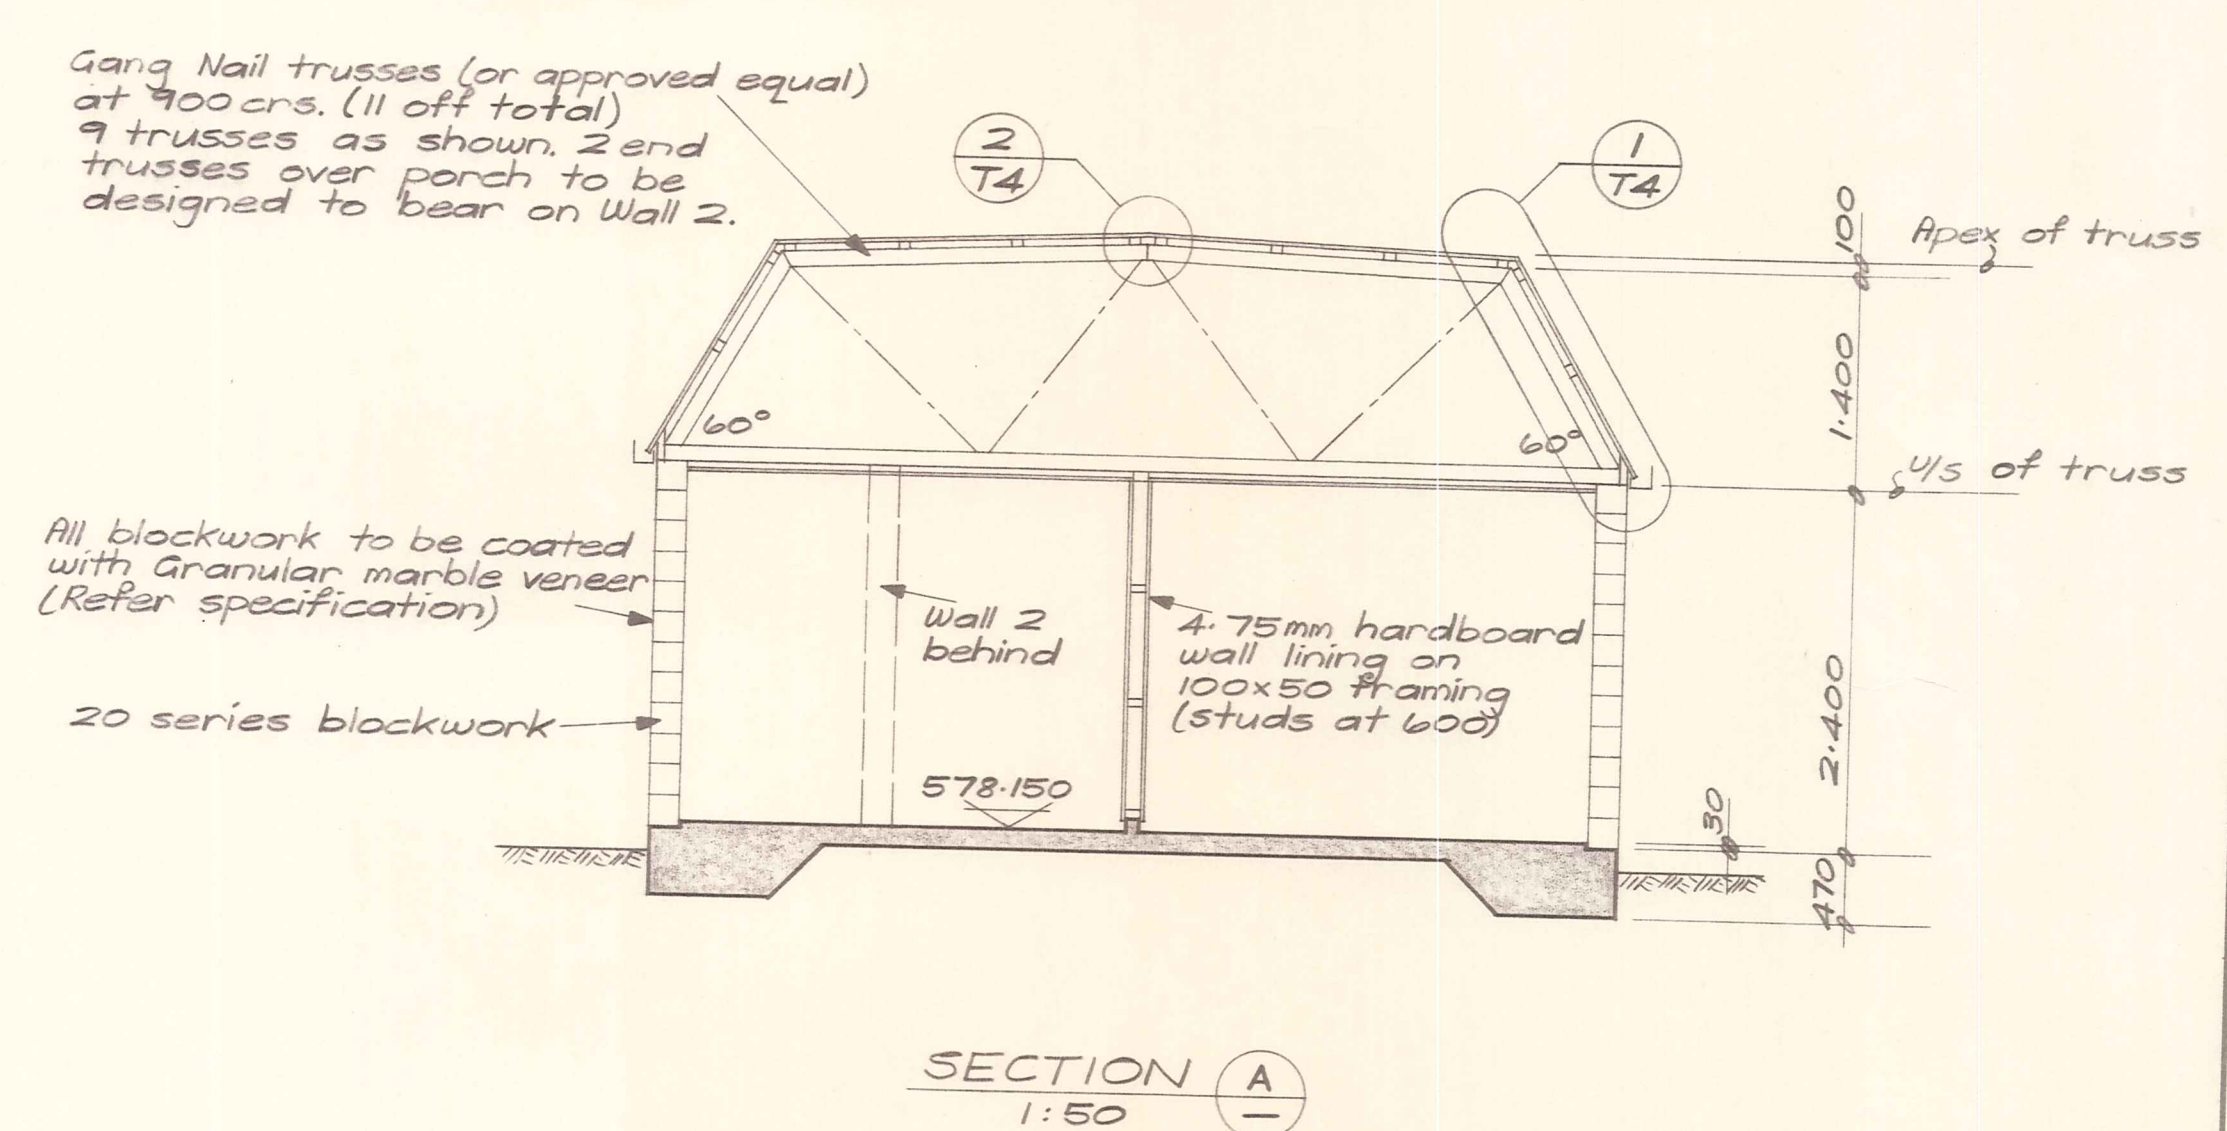 Gang Nail trusses (or approved equal)
at 900 crs. (11 off total)
9 trusses as shown. 2 end
trusses over porch to be
designed to bear on Wall 2.
2
T4
1
T4
100
Apex of truss
1·400
60°
60°
U/s of truss
All blockwork to be coated
with Granular marble veneer
(Refer specification)
Wall 2
behind
4.75mm hardboard
wall lining on
100x50 framing
(studs at 600)
20 series blockwork
2·400
578·150
30
470
SECTION
A
1:50